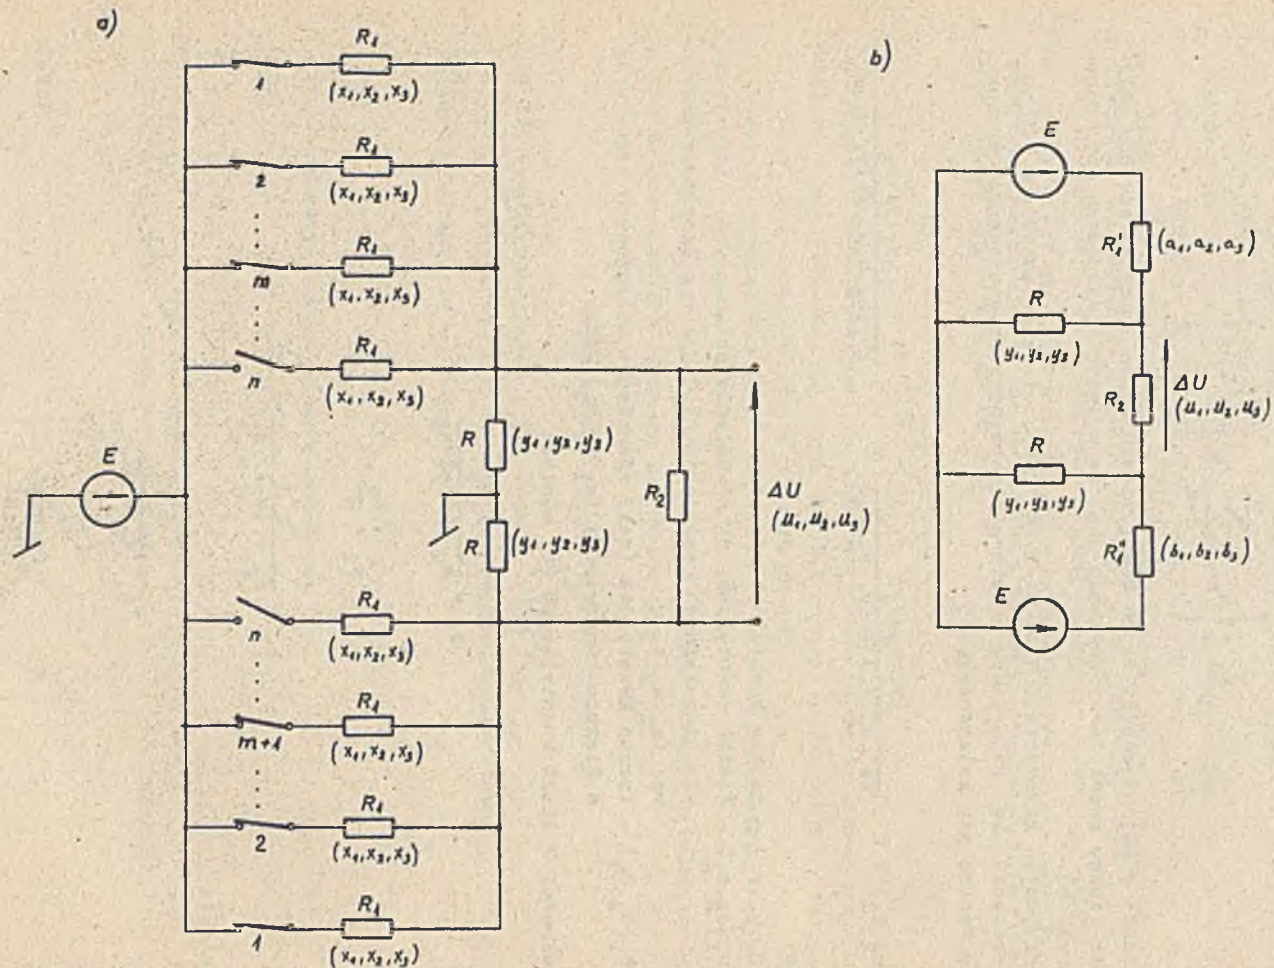 a)
R₁
1
(x₁, x₂, x₃)
R₁
2
(x₁, x₂, x₃)
R₁
m
(x₁, x₂, x₃)
R₁
n
(x₁, x₂, x₃)
R (y₁, y₂, y₃)
E
R₂
ΔU
(u₁, u₂, u₃)
R (y₁, y₂, y₃)
R₁
n
(x₁, x₂, x₃)
R₁
m+1
(x₁, x₂, x₃)
R₁
2
(x₁, x₂, x₃)
R₁
1
(x₁, x₂, x₃)
b)
E
R₁' (a₁, a₂, a₃)
R
(y₁, y₂, y₃)
R₂
ΔU
(u₁, u₂, u₃)
R
(y₁, y₂, y₃)
R₁" (b₁, b₂, b₃)
E